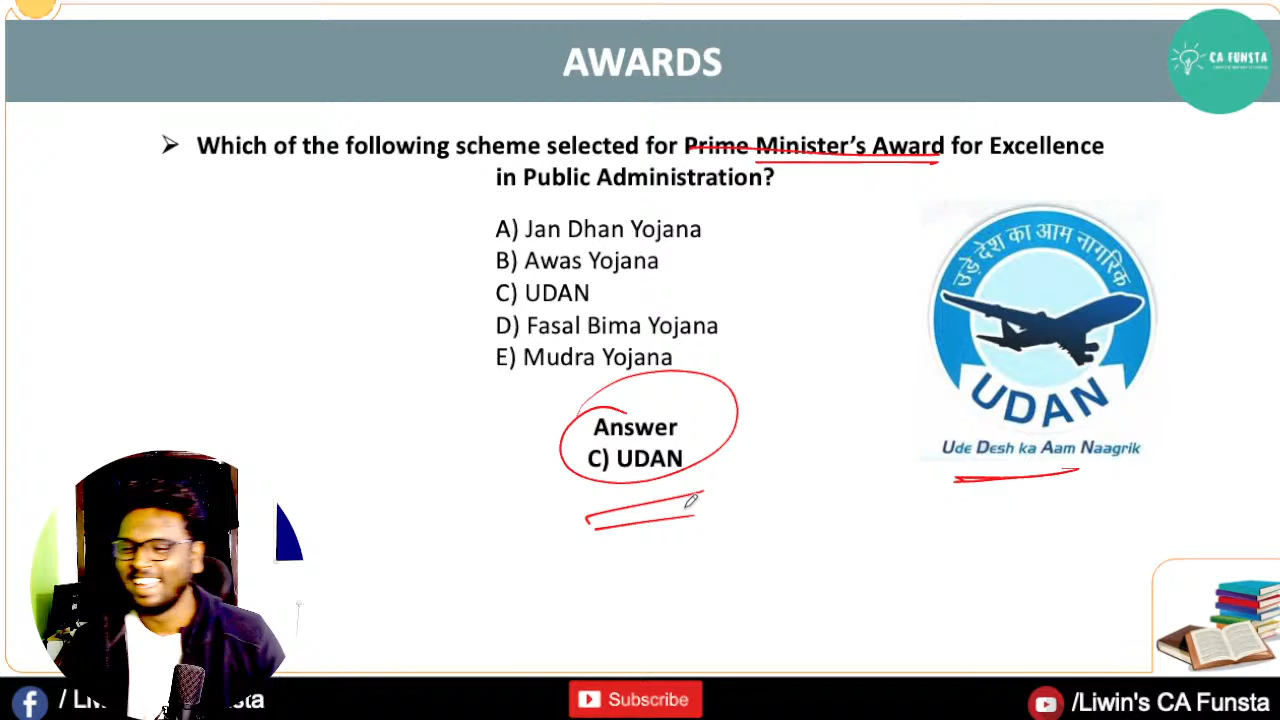 AWARDS
CA FUNSTA
➤ Which of the following scheme selected for Prime Minister’s Award for Excellence
in Public Administration?
A) Jan Dhan Yojana
B) Awas Yojana
C) UDAN
D) Fasal Bima Yojana
E) Mudra Yojana
Answer
C) UDAN
उड़े देश का आम नागरिक
UDAN
Ude Desh ka Aam Naagrik
Subscribe
/Liwin's CA Funsta